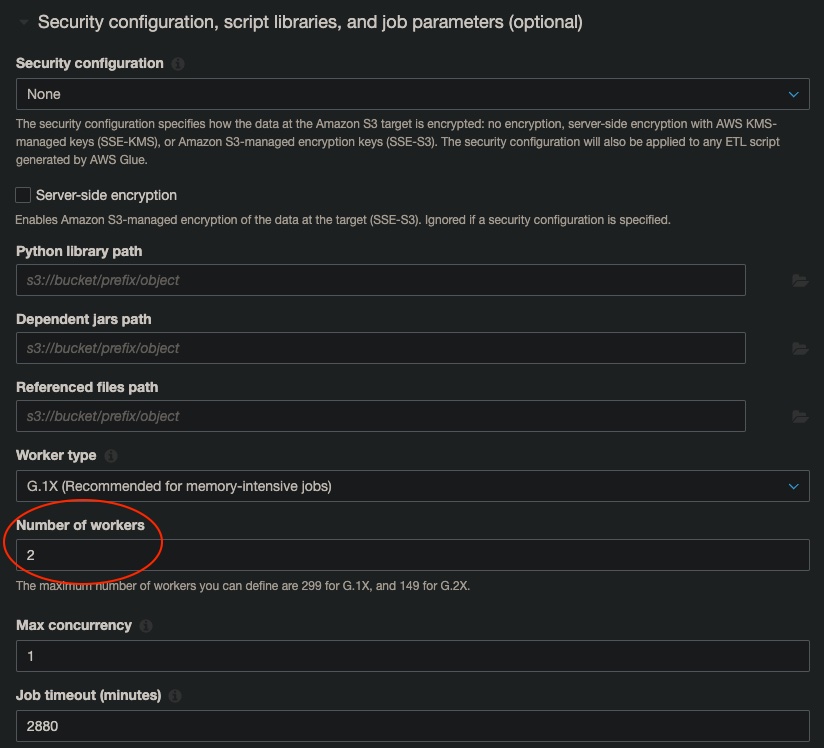 Security configuration, script libraries, and job parameters (optional)
Security configuration
None
The security configuration specifies how the data at the Amazon S3 target is encrypted: no encryption, server-side encryption with AWS KMS-
managed keys (SSE-KMS), or Amazon S3-managed encryption keys (SSE-S3). The security configuration will also be applied to any ETL script
generated by AWS Glue.
Server-side encryption
Enables Amazon S3-managed encryption of the data at the target (SSE-S3). Ignored if a security configuration is specified.
Python library path
s3://bucket/prefix/object
Dependent jars path
s3://bucket/prefix/object
Referenced files path
s3://bucket/prefix/object
Worker type
G.1X (Recommended for memory-intensive jobs)
Number of workers
2
The maximum number of workers you can define are 299 for G.1X, and 149 for G.2X.
Max concurrency
1
Job timeout (minutes)
2880